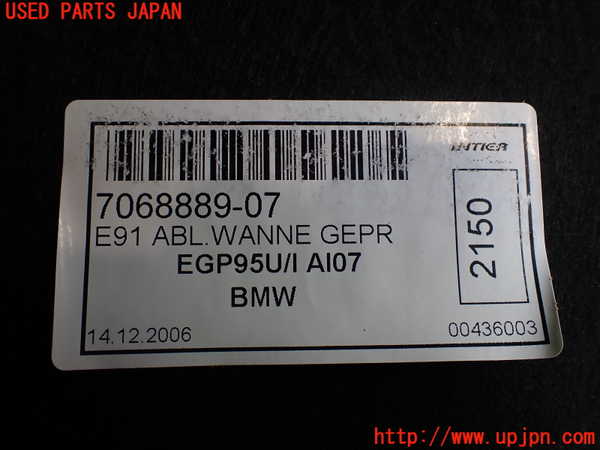 USED PARTS JAPAN
INTIER
7068889-07
E91 ABL.WANNE GEPR
EGP95U/I AI07
BMW
2150
14.12.2006
00436003
http://www.upjpn.com/